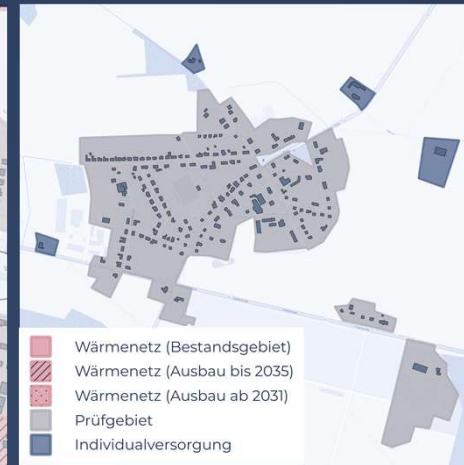 Wärmenetz (Bestandsgebiet)
Wärmenetz (Ausbau bis 2035)
Wärmenetz (Ausbau ab 2031)
Prüfgebiet
Individualversorgung